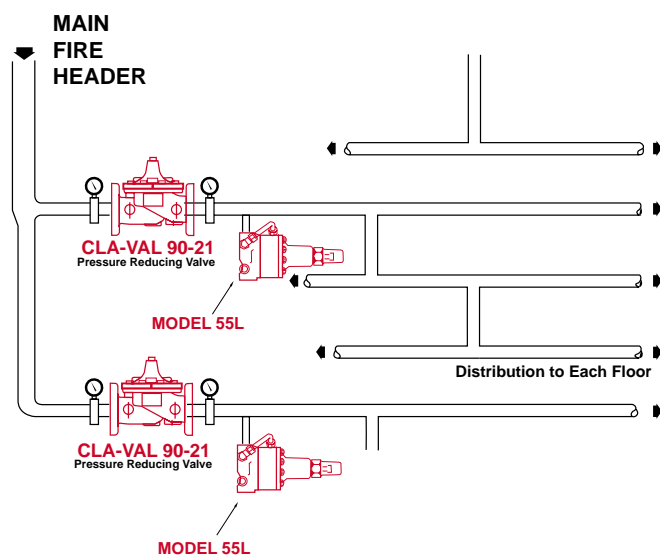 MAIN
FIRE
HEADER
CLA-VAL 90-21
Pressure Reducing Valve
MODEL 55L
Distribution to Each Floor
CLA-VAL 90-21
Pressure Reducing Valve
MODEL 55L